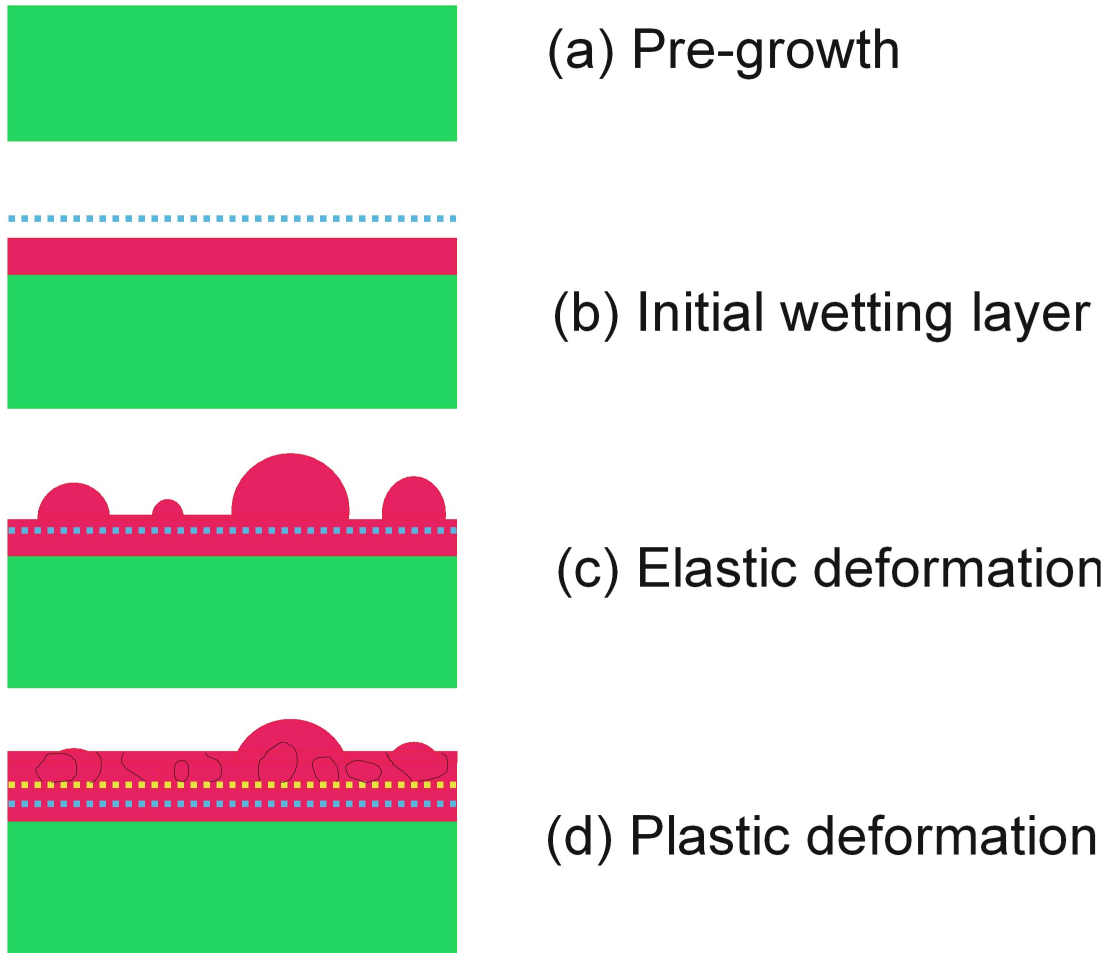 (a) Pre-growth
(b) Initial wetting layer
(c) Elastic deformation
(d) Plastic deformation